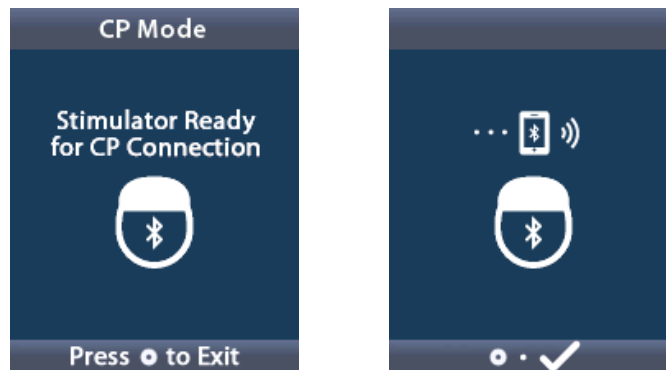 CP Mode
Stimulator Ready
for CP Connection
Press to Exit